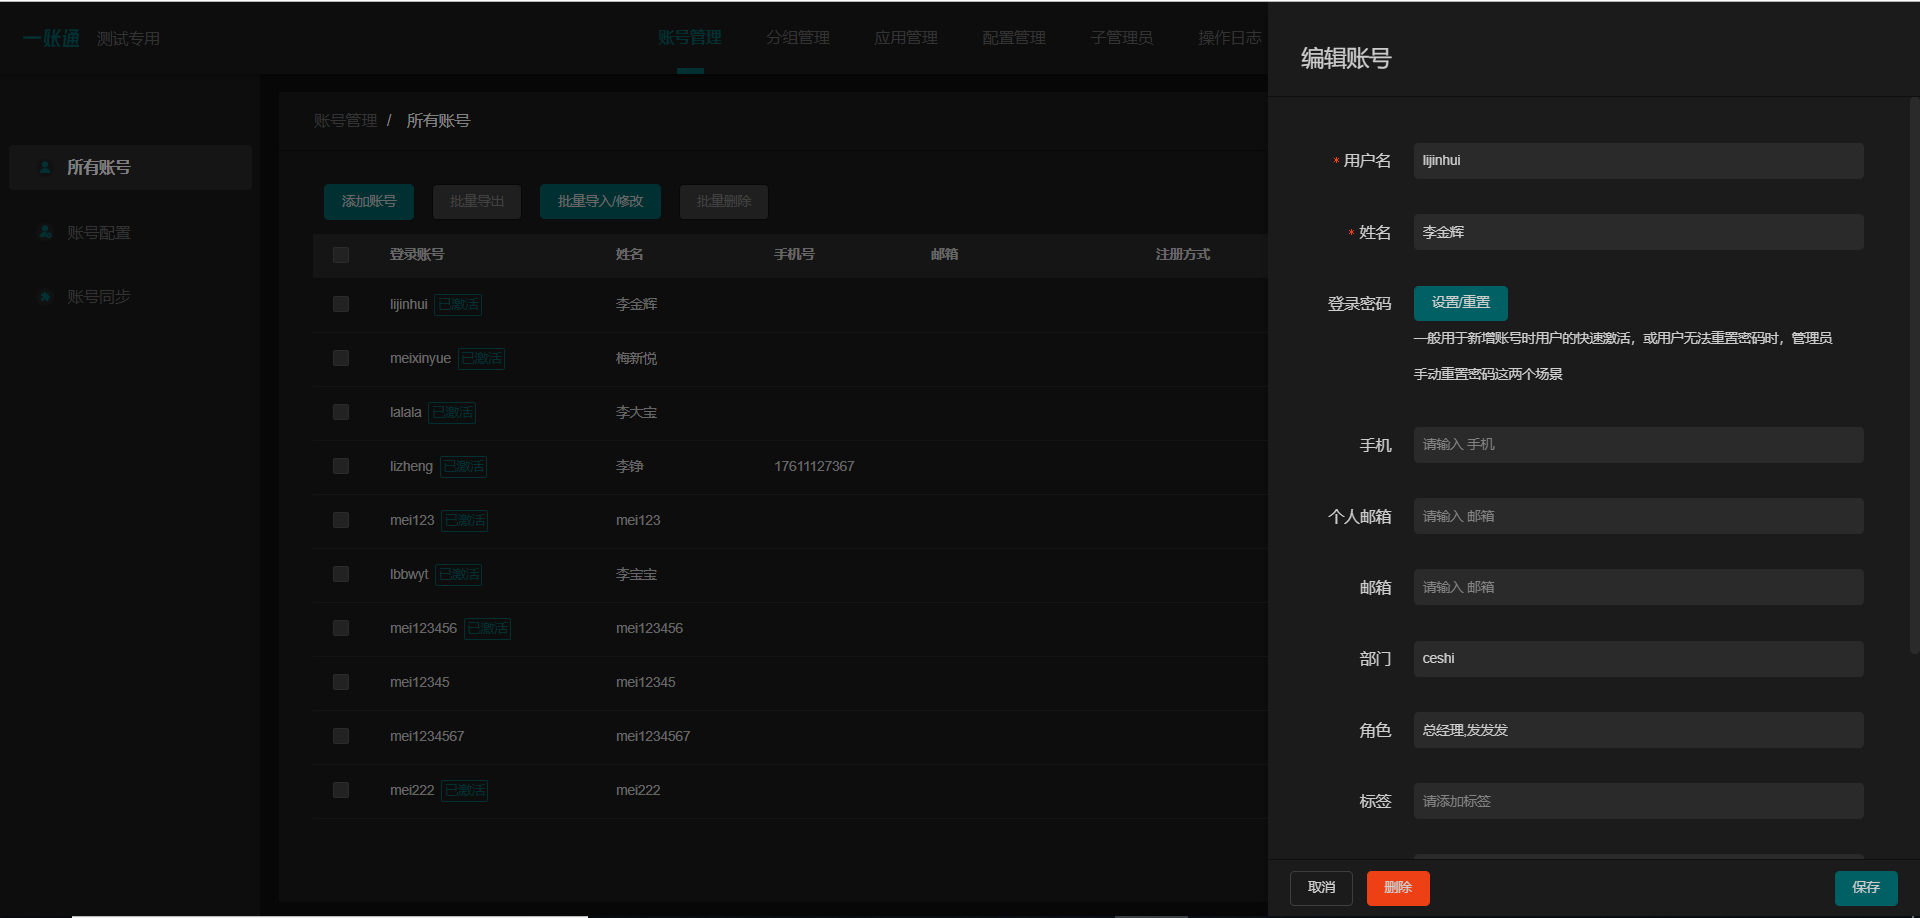 一账通 测试专用
账号管理 分组管理 应用管理 配置管理 子管理员 操作日志
所有账号
账号配置
账号同步
账号管理 / 所有账号
添加账号 批量导出 批量导入/修改 批量删除
登录账号 姓名 手机号 邮箱 注册方式
lijinhui 已激活 李金辉
meixinyue 已激活 梅新悦
lalala 已激活 李大宝
lizheng 已激活 李铮 17611127367
mei123 已激活 mei123
lbbwyt 已激活 李宝宝
mei123456 已激活 mei123456
mei12345 mei12345
mei1234567 mei1234567
mei222 已激活 mei222
编辑账号
* 用户名 lijinhui
* 姓名 李金辉
登录密码 设置/重置
一般用于新增账号时用户的快速激活，或用户无法重置密码时，管理员
手动重置密码这两个场景
手机 请输入 手机
个人邮箱 请输入 邮箱
邮箱 请输入 邮箱
部门 ceshi
角色 总经理,发发发
标签 请添加标签
取消 删除 保存